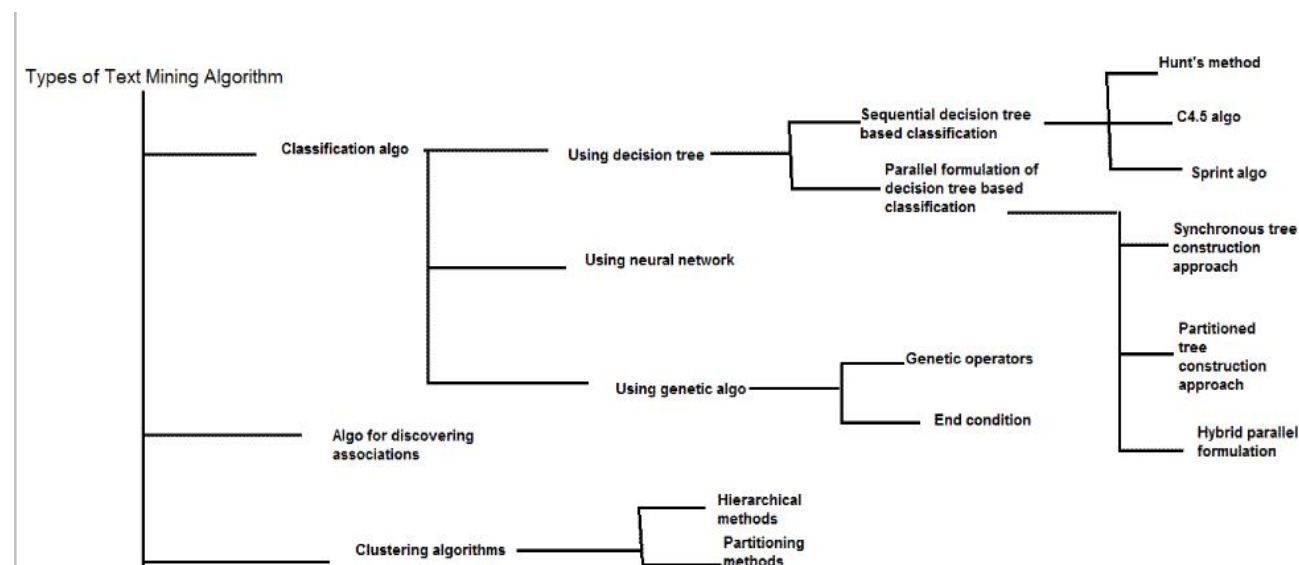 Types of Text Mining Algorithm
Hunt's method
Sequential decision tree
based classification
C4.5 algo
Classification algo
Using decision tree
Parallel formulation of
decision tree based
classification
Sprint algo
Synchronous tree
construction
approach
Using neural network
Partitioned
tree
construction
approach
Genetic operators
Using genetic algo
End condition
Algo for discovering
associations
Hybrid parallel
formulation
Hierarchical
methods
Clustering algorithms
Partitioning
methods